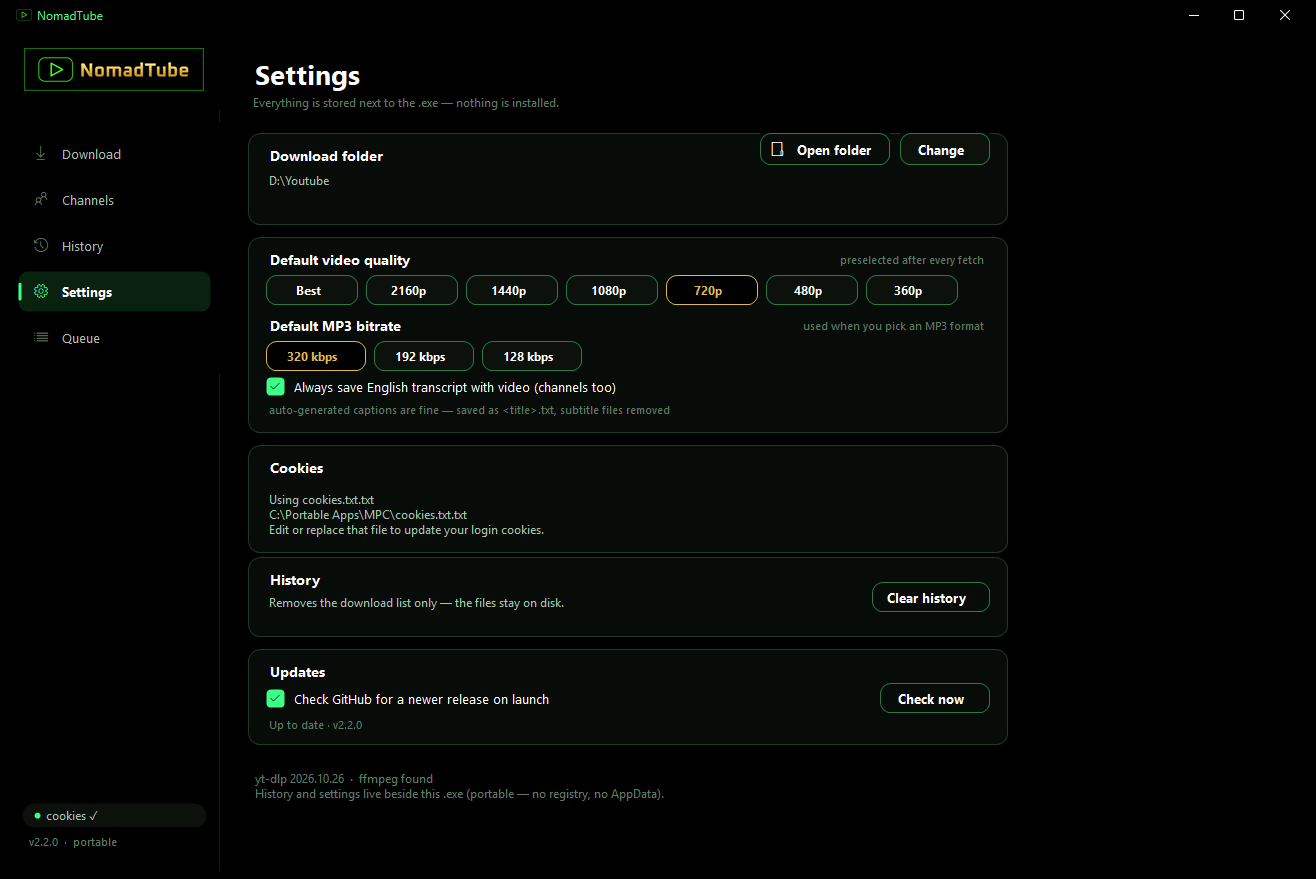 NomadTube
NomadTube
Download
Channels
History
Settings
Queue
cookies ✓
v2.2.0 · portable
Settings
Everything is stored next to the .exe — nothing is installed.
Download folder
Open folder
Change
D:\Youtube
Default video quality
preselected after every fetch
Best
2160p
1440p
1080p
720p
480p
360p
Default MP3 bitrate
used when you pick an MP3 format
320 kbps
192 kbps
128 kbps
Always save English transcript with video (channels too)
auto-generated captions are fine — saved as <title>.txt, subtitle files removed
Cookies
Using cookies.txt.txt
C:\Portable Apps\MPC\cookies.txt.txt
Edit or replace that file to update your login cookies.
History
Removes the download list only — the files stay on disk.
Clear history
Updates
Check GitHub for a newer release on launch
Check now
Up to date · v2.2.0
yt-dlp 2026.10.26 · ffmpeg found
History and settings live beside this .exe (portable — no registry, no AppData).